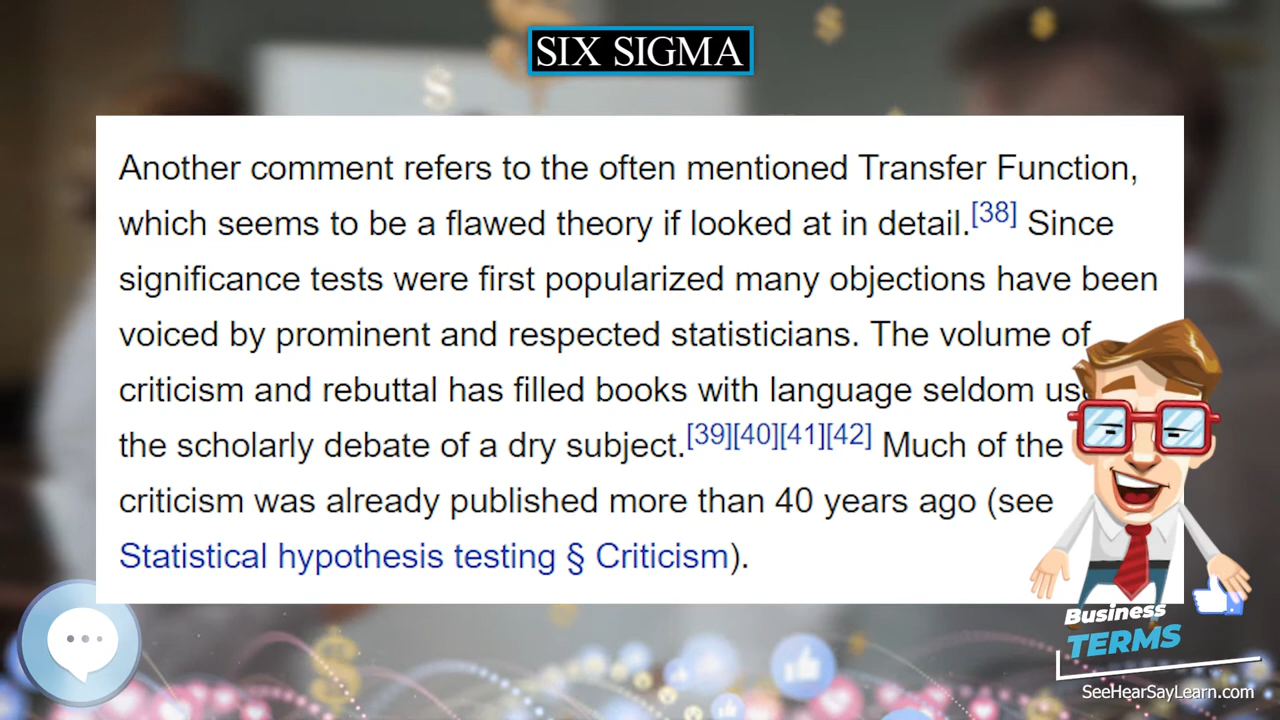 SIX SIGMA
Another comment refers to the often mentioned Transfer Function,
which seems to be a flawed theory if looked at in detail.[38] Since
significance tests were first popularized many objections have been
voiced by prominent and respected statisticians. The volume of
criticism and rebuttal has filled books with language seldom
the scholarly debate of a dry subject.[39][40][41][42] Much of the
criticism was already published more than 40 years ago (see
Statistical hypothesis testing § Criticism).
Business
TERMS
SeeHearSayLearn.com